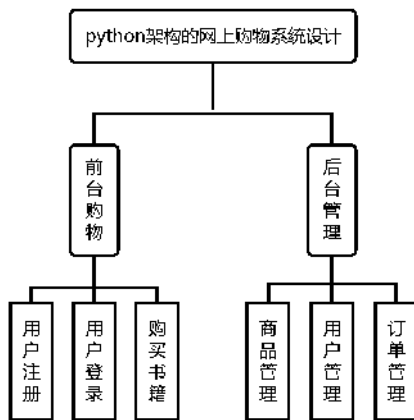 python架构的网上购物系统设计
前台购物
后台管理
用户注册
用户登录
购买书籍
商品管理
用户管理
订单管理